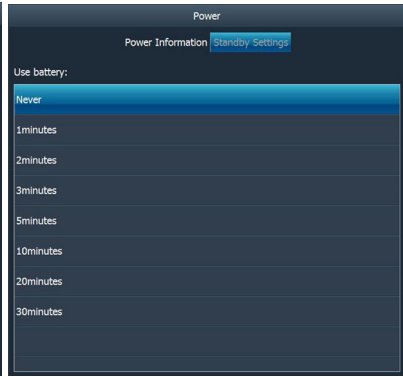 Power
Power Information Standby Settings
Use battery:
Never
1minutes
2minutes
3minutes
5minutes
10minutes
20minutes
30minutes